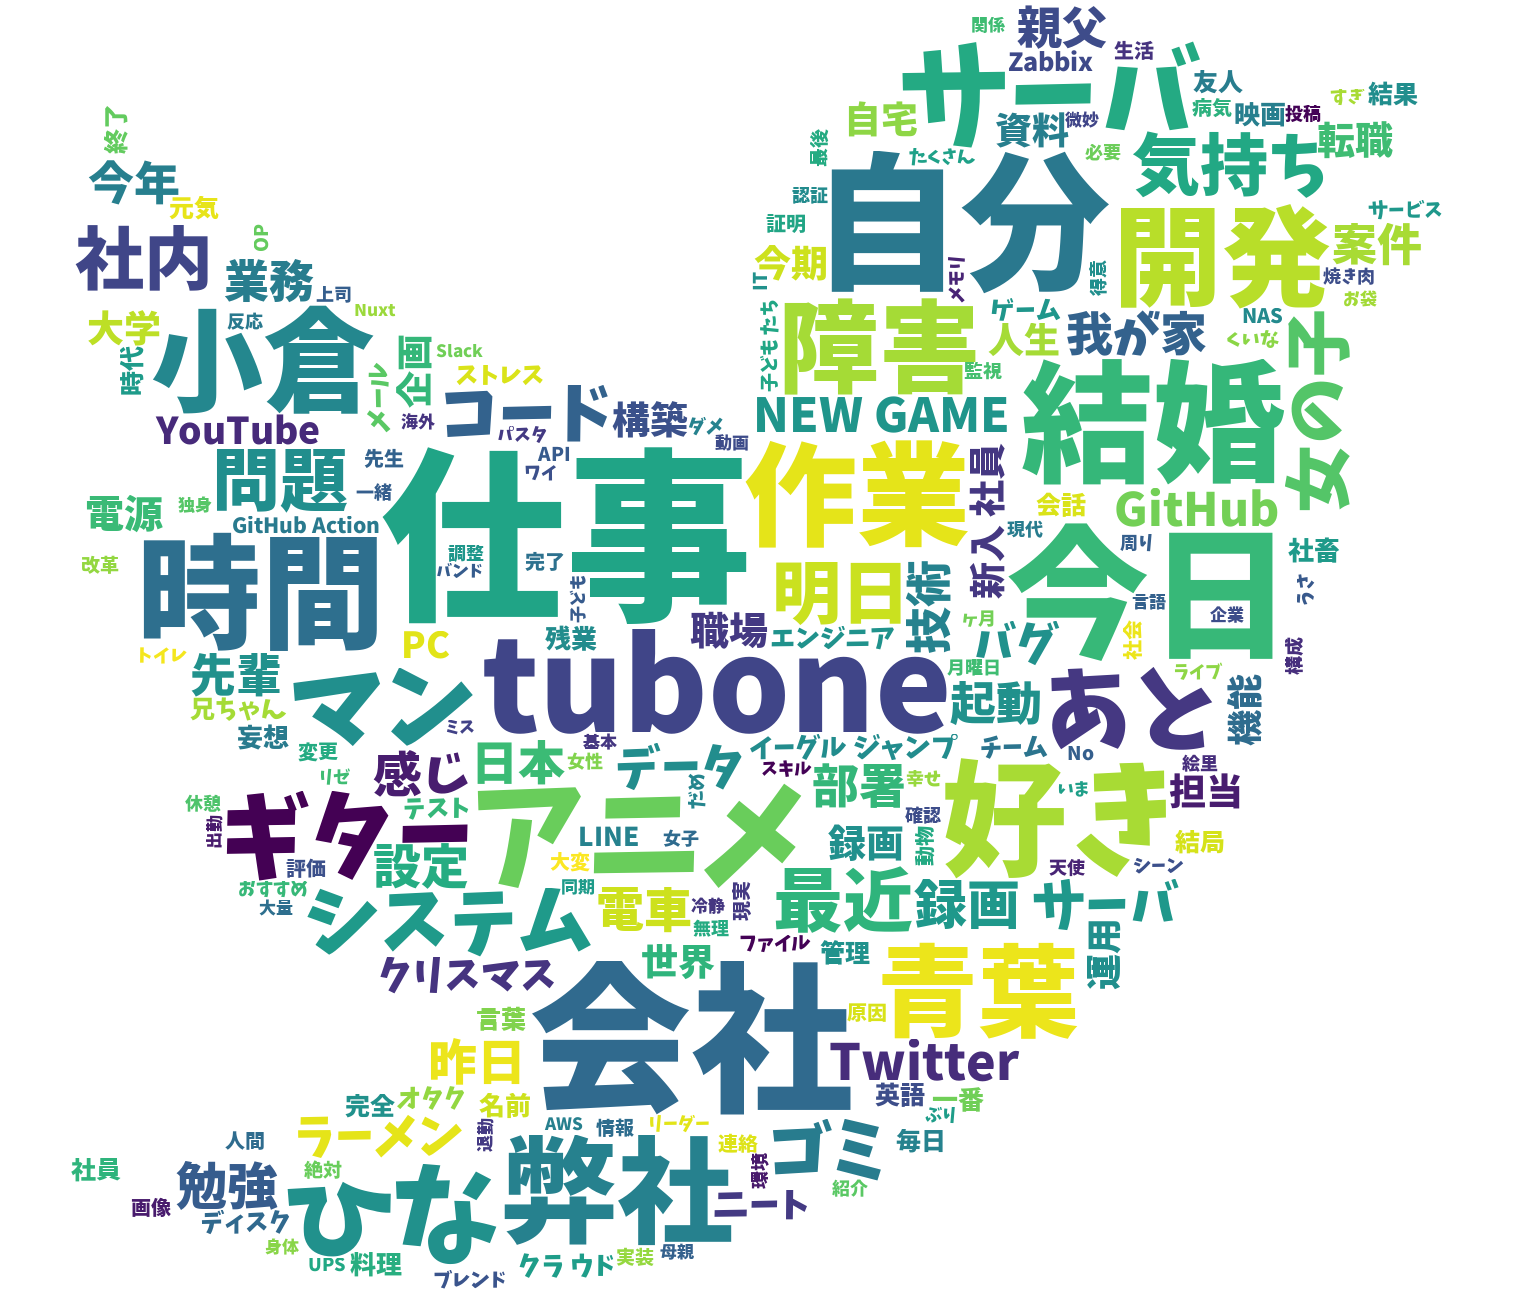 関係
親父
サーバ
Zabbix
生活
友人
病気
映画
投稿
すぎ
結果
転職
自宅
資料
微妙
必要
気持ち
最後
たくさん
終了
今年
元気
OP
社内
業務
上司
Nuxt
認証
証明
自分
開発
サービス
案件
焼き肉
お袋
今期
IT
メモリ
得意
大学
反応
小倉
時代
企画
Slack
メール
ストレス
子どもたち
障害
ゲーム
人生
我が家
NAS
くいな
女の子
監視
YouTube
海外
コード
パスタ
構築
ダメ
動画
NEW GAME
結婚
問題
先生
API
ワイ
一緒
仕事
作業
新入社員
会話
GitHub
電源
独身
GitHub Action
現代
周り
社畜
改革
時間
調整
バンド
完了
子ども
明日
技術
今日
うさ
言語
企業
ケ月
トイレ
PC
残業
職場
エンジニア
バグ
社会
構成
先輩
マン
tubone
月曜日
起動
あと
ライブ
機能
兄ちゃん
妄想
変更
ミス
基本
イーグル ジャンプ
チーム
No
リゼ
感じ
日本
女性
データ
ため
スキル
部署
幸せ
好き
いま
絵里
担当
休憩
出勤
ギター
テスト
アニメ
LINE
女子
録画
確認
動物
天使
シーン
結局
評価
設定
大変
おすすめ
大量
同期
システム
電車
冷静
現実
無理
最近
録画 サーバ
運用
クリスマス
世界
ファイル
管理
青葉
言葉
会社
原因
昨日
Twitter
完全
オタク
名前
英語
一番
ぶり
人間
ラーメン
退勤
AWS
情報
リーダー
連絡
ゴミ
毎日
社員
勉強
絶対
弊社
環境
紹介
画像
ディスク
ひな
ニート
身体
UPS
料理
ブレンド
クラウド
実装
母親